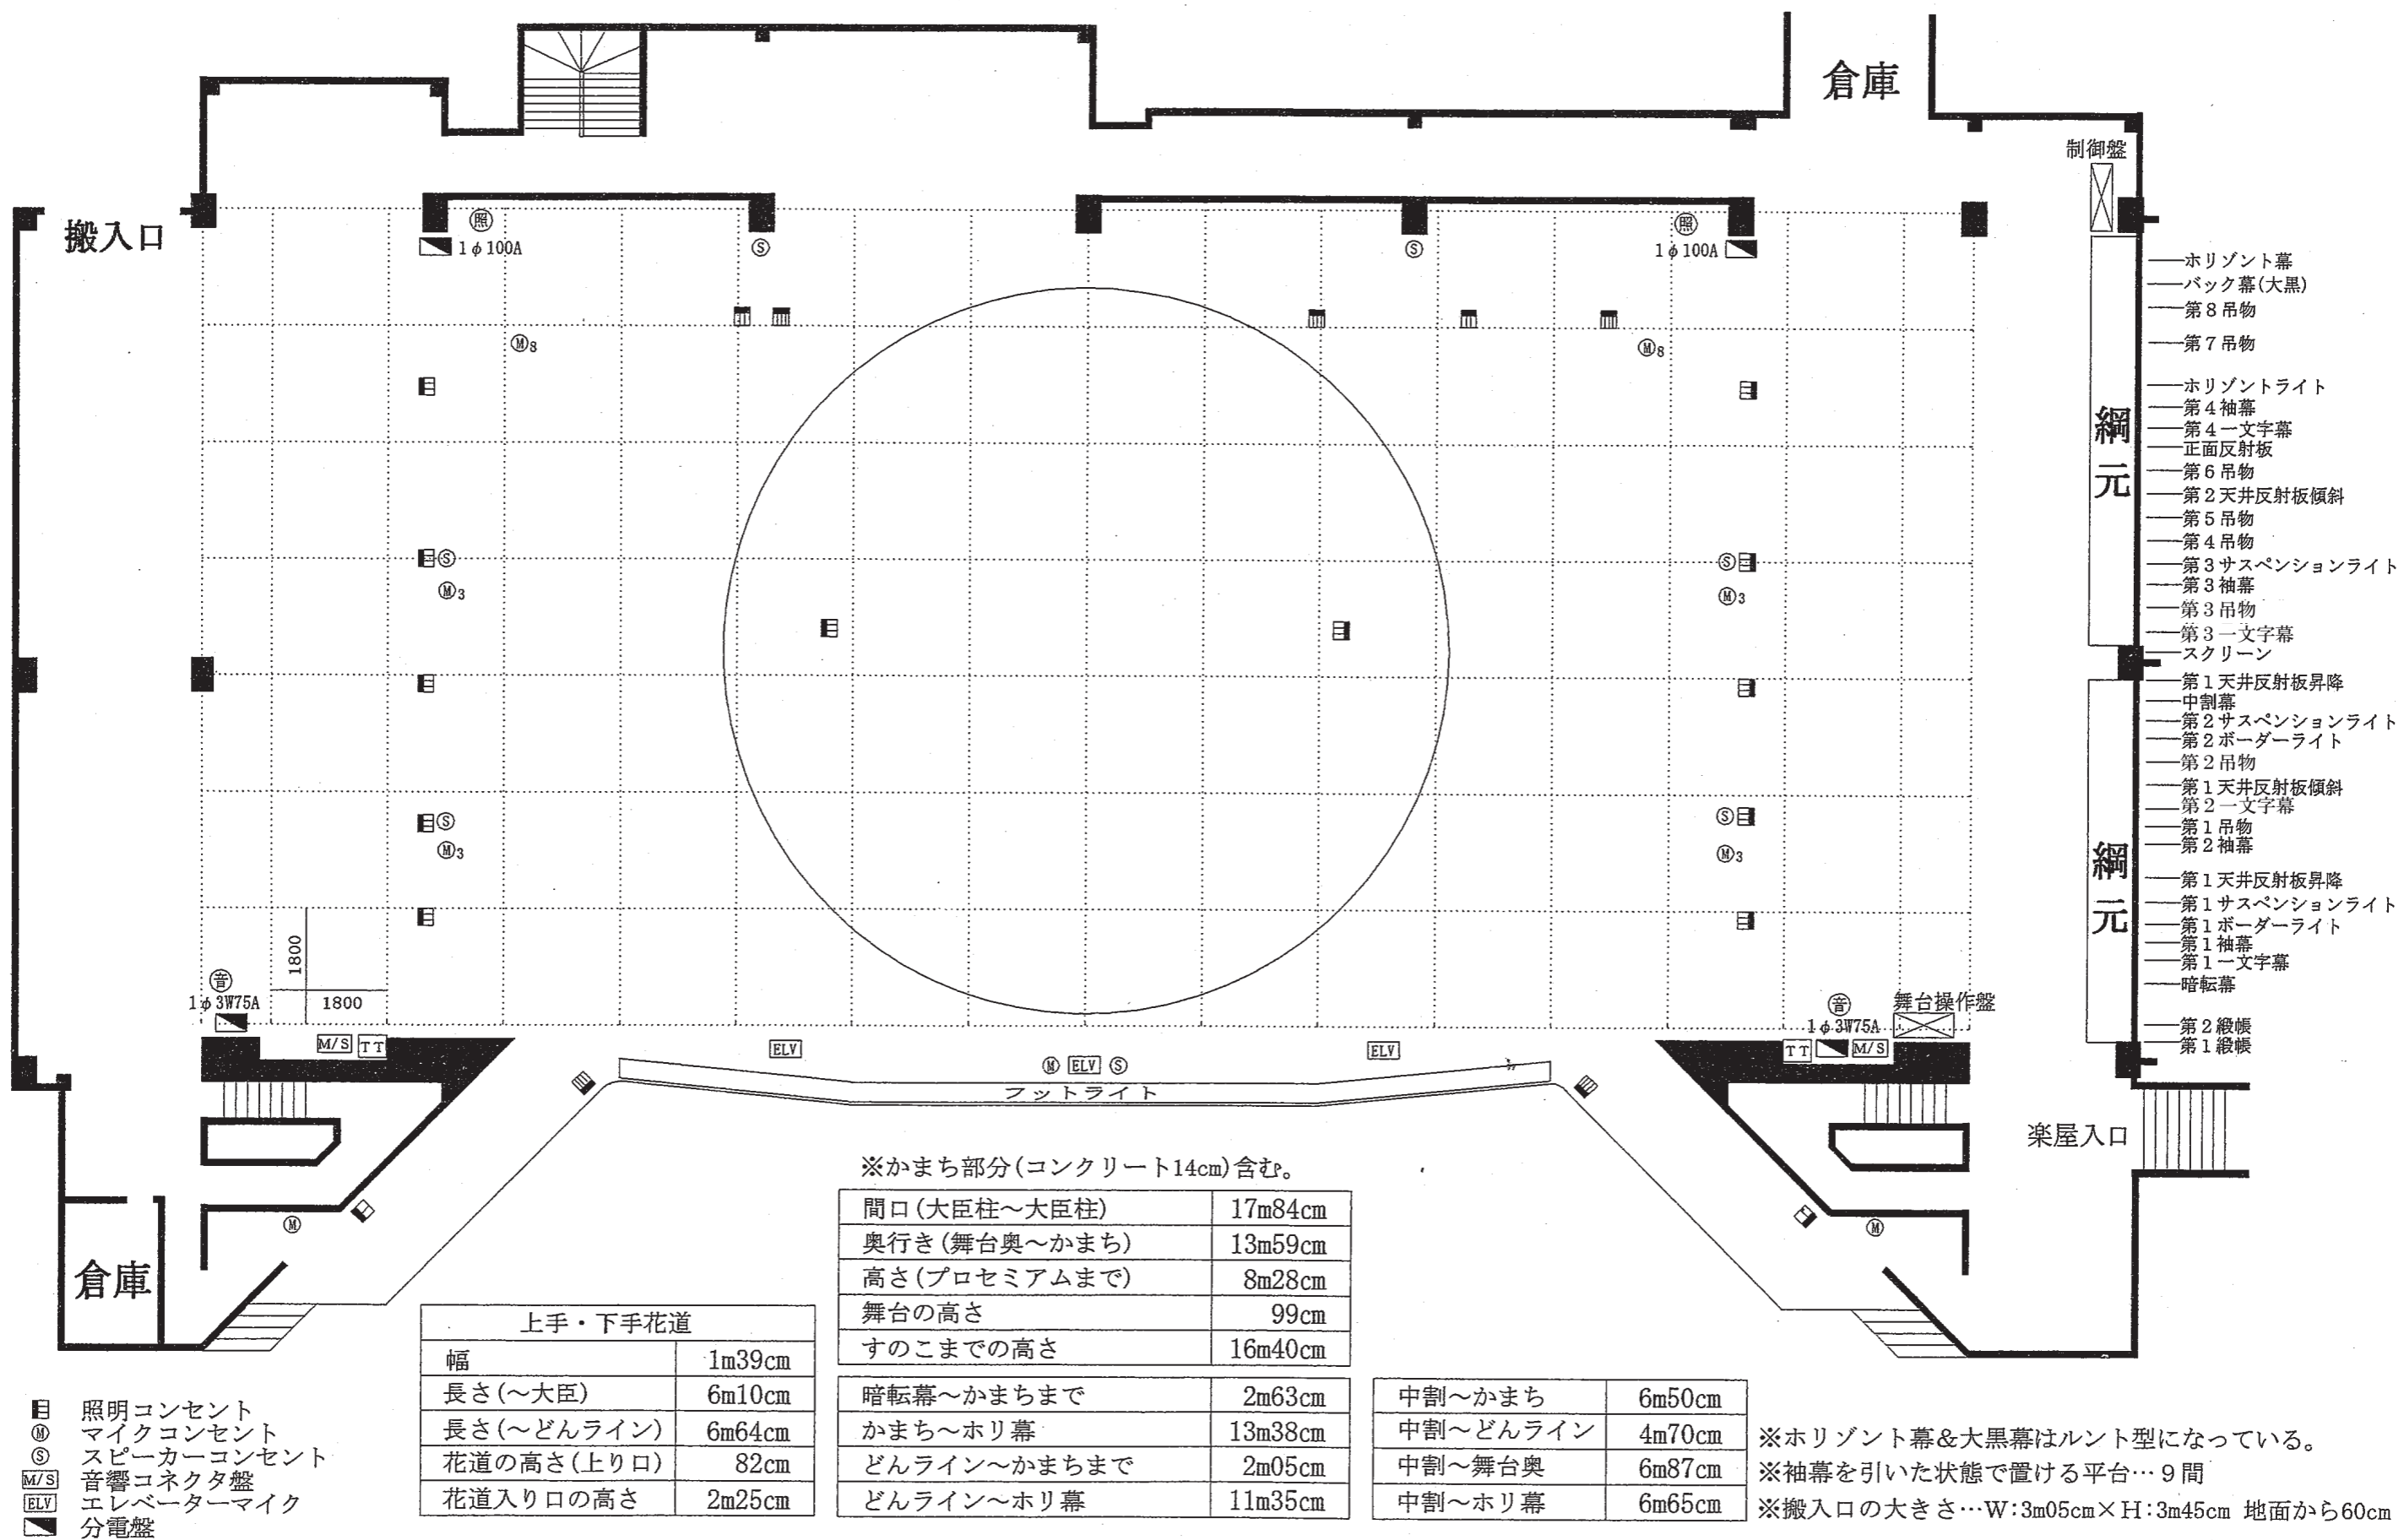 倉庫
制御盤
搬入口
照
1φ100A
S
S
照
1φ100A
M8
M8
S
M3
S
M3
S
M3
S
M3
1800
1800
音
1φ3W75A
M/S
TT
ELV
M
ELV
S
ELV
フットライト
音
1φ3W75A
舞台操作盤
TT
M/S
綱元
綱元
ホリゾント幕
バック幕(大黒)
第8吊物
第7吊物
ホリゾントライト
第4袖幕
第4一文字幕
正面反射板
第6吊物
第2天井反射板傾斜
第5吊物
第4吊物
第3サスペンションライト
第3袖幕
第3吊物
第3一文字幕
スクリーン
第1天井反射板昇降
中割幕
第2サスペンションライト
第2ボーダーライト
第2吊物
第1天井反射板傾斜
第2一文字幕
第1吊物
第2袖幕
第1天井反射板昇降
第1サスペンションライト
第1ボーダーライト
第1袖幕
第1一文字幕
暗転幕
第2緞帳
第1緞帳
楽屋入口
M
M
倉庫
※かまち部分(コンクリート14cm)含む。
間口(大臣柱～大臣柱) 17m84cm
奥行き(舞台奥～かまち) 13m59cm
高さ(プロセミアムまで) 8m28cm
舞台の高さ 99cm
すのこまでの高さ 16m40cm
上手・下手花道
幅 1m39cm
長さ(～大臣) 6m10cm
長さ(～どんライン) 6m64cm
花道の高さ(上り口) 82cm
花道入り口の高さ 2m25cm
暗転幕～かまちまで 2m63cm
かまち～ホリ幕 13m38cm
どんライン～かまちまで 2m05cm
どんライン～ホリ幕 11m35cm
中割～かまち 6m50cm
中割～どんライン 4m70cm
中割～舞台奥 6m87cm
中割～ホリ幕 6m65cm
※ホリゾント幕&大黒幕はルント型になっている。
※袖幕を引いた状態で置ける平台…9間
※搬入口の大きさ…W:3m05cm×H:3m45cm 地面から60cm
照明コンセント
M マイクコンセント
S スピーカーコンセント
M/S 音響コネクタ盤
ELV エレベーターマイク
分電盤